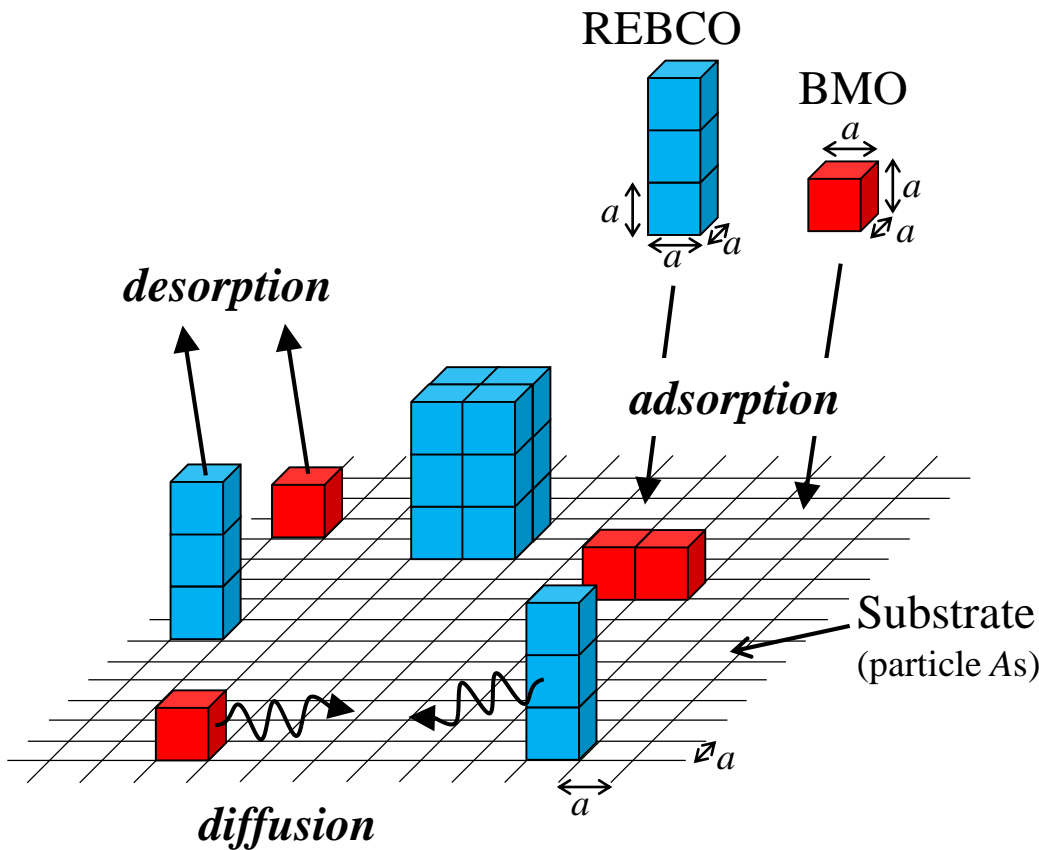 REBCO
BMO
a
a
a
a
a
a
desorption
adsorption
Substrate
(particle As)
a
a
diffusion